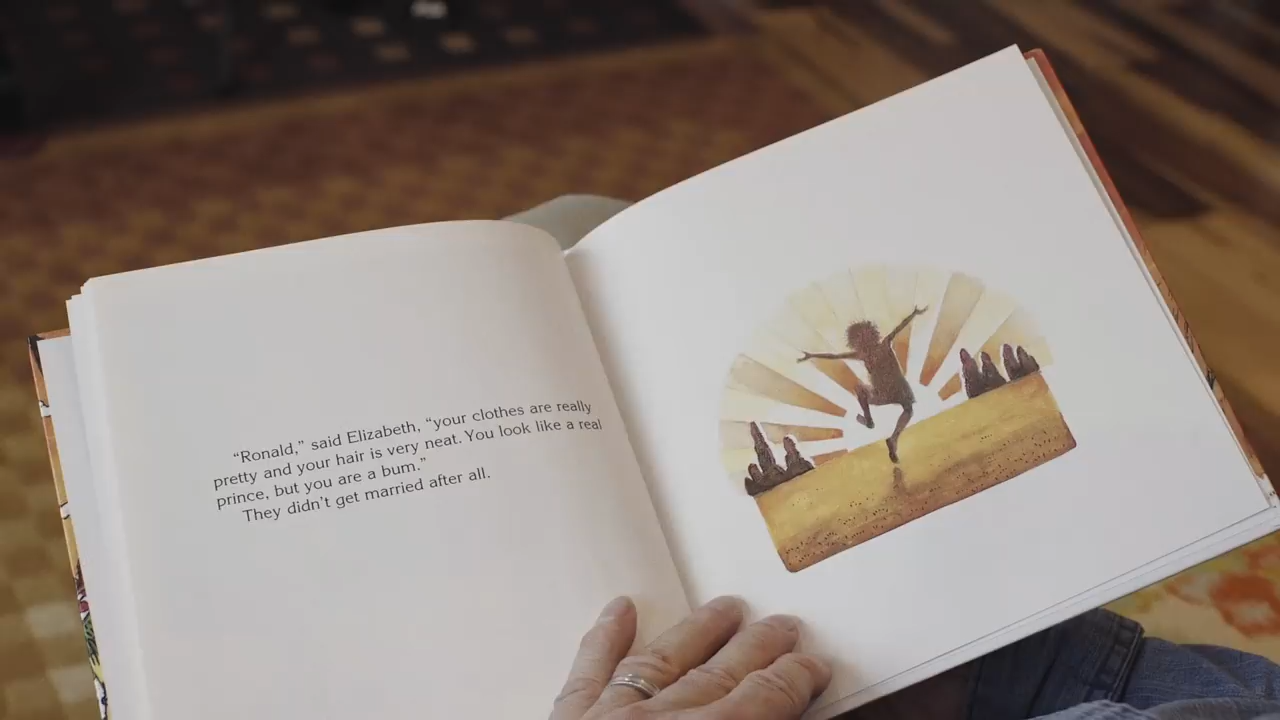 “Ronald,” said Elizabeth, “your clothes are really
pretty and your hair is very neat. You look like a real
prince, but you are a bum.”
They didn’t get married after all.